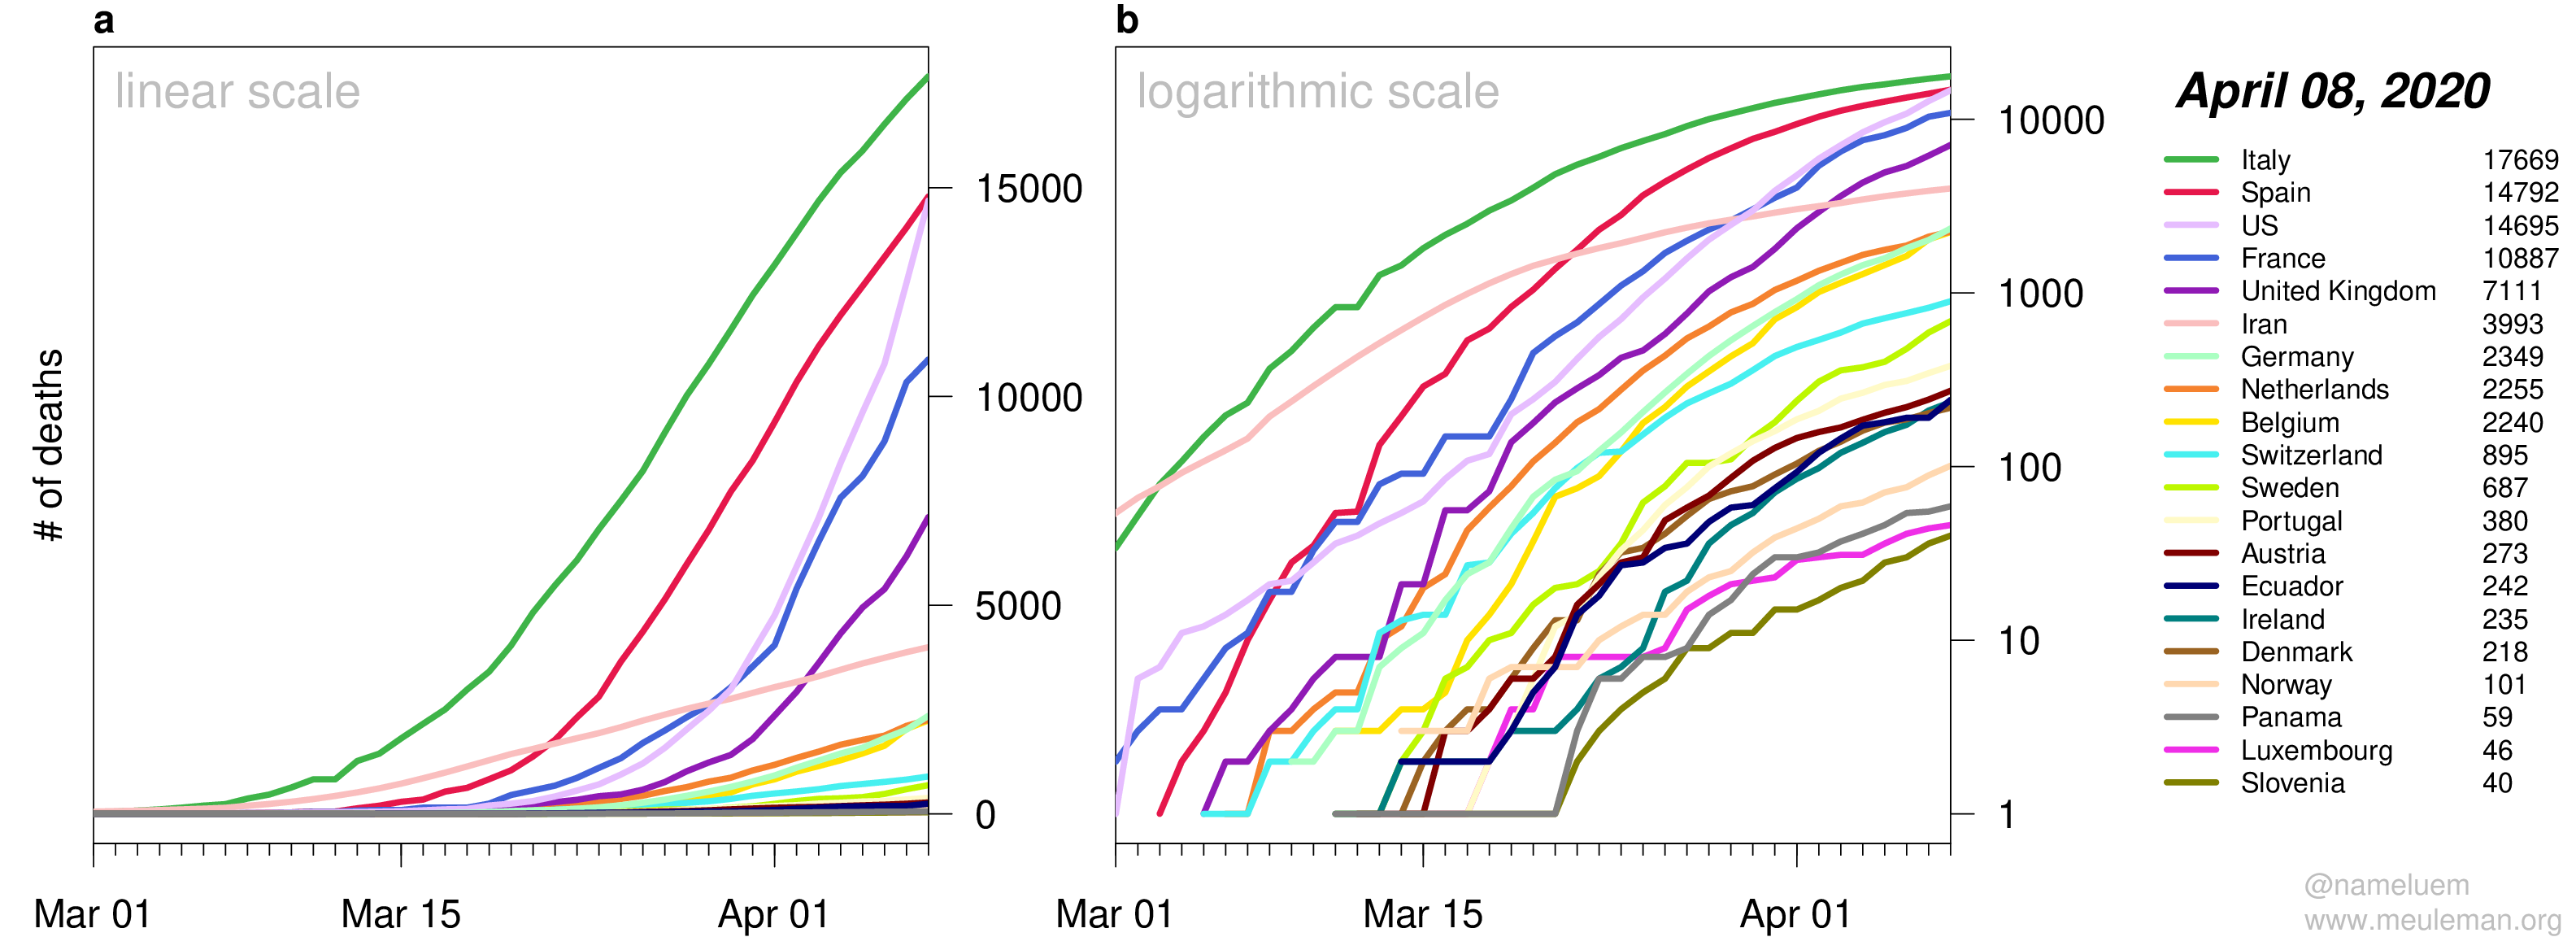 a
linear scale
# of deaths
15000
10000
5000
0
Mar 01 Mar 15 Apr 01
b
logarithmic scale
10000
1000
100
10
1
Mar 01 Mar 15 Apr 01
April 08, 2020
Italy 17669
Spain 14792
US 14695
France 10887
United Kingdom 7111
Iran 3993
Germany 2349
Netherlands 2255
Belgium 2240
Switzerland 895
Sweden 687
Portugal 380
Austria 273
Ecuador 242
Ireland 235
Denmark 218
Norway 101
Panama 59
Luxembourg 46
Slovenia 40
@nameluem
www.meuleman.org